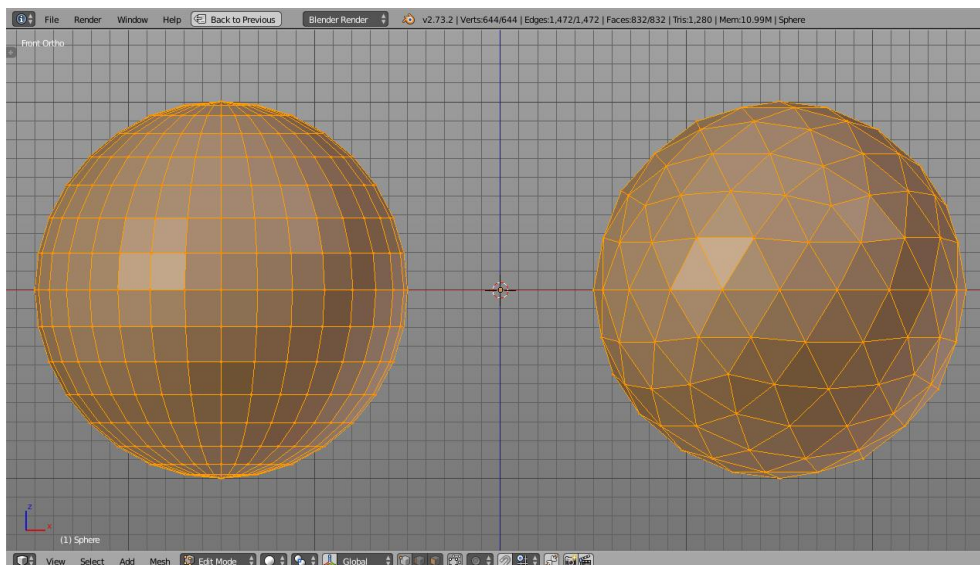 File Render Window Help Back to Previous Blender Render v2.73.2 | Verts:644/644 | Edges:1,472/1,472 | Faces:832/832 | Tris:1,280 | Mem:10.99M | Sphere
Front Ortho
z
x
(1) Sphere
View Select Add Mesh Edit Mode Global